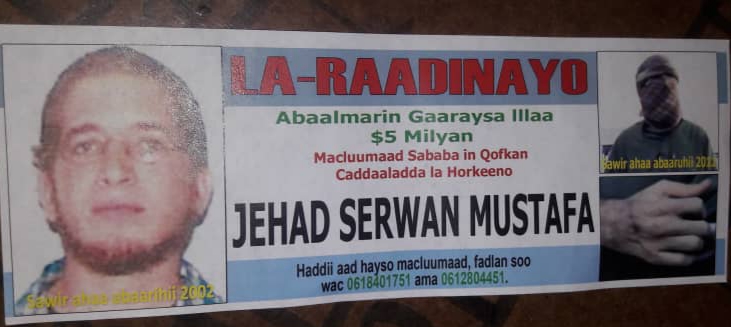 LA-RAADINAYO
Abaalmarin Gaaraysa Illaa
$5 Milyan
Macluumaad Sababa in Qofkan
Caddaaladda la Horkeeno
JEHAD SERWAN MUSTAFA
Haddii aad hayso macluumaad, fadlan soo
wac 0618401751 ama 0612804451.
Sawir ahaa abaarihii 2002
Sawir ahaa abaaruhii